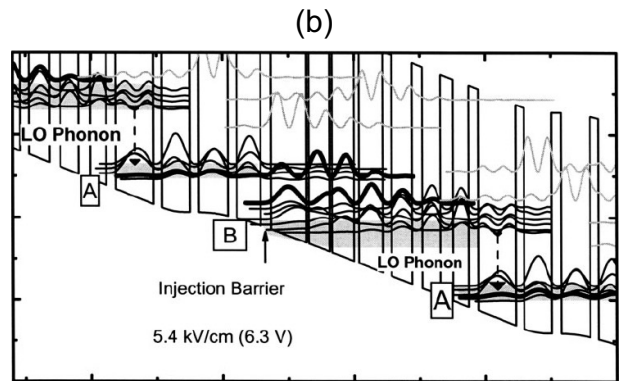 (b)
LO Phonon
A
B
LO Phonon
Injection Barrier
A
5.4 kV/cm (6.3 V)